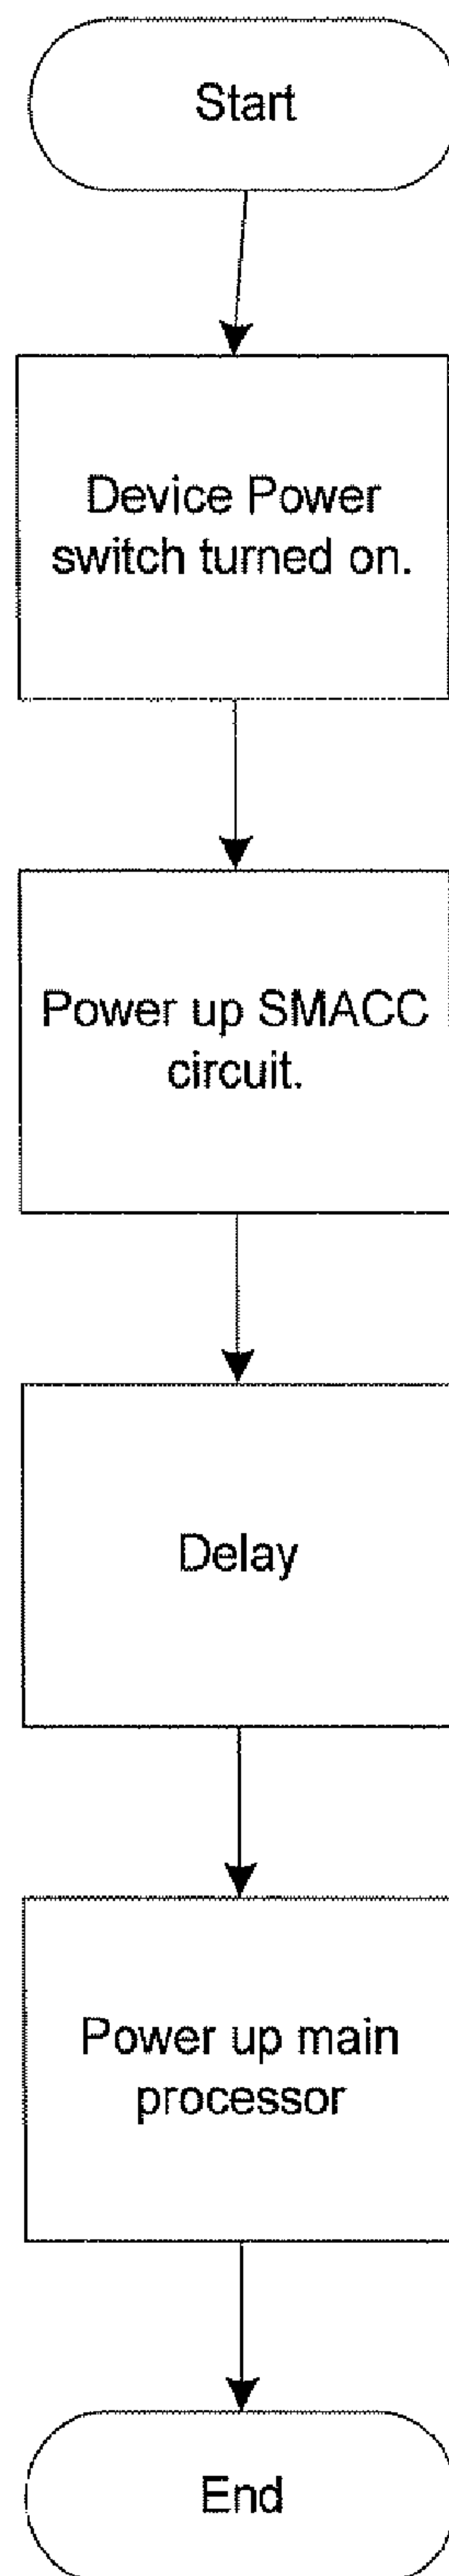 Start
Device Power
switch turned on.
Power up SMACC
circuit.
Delay
Power up main
processor
End